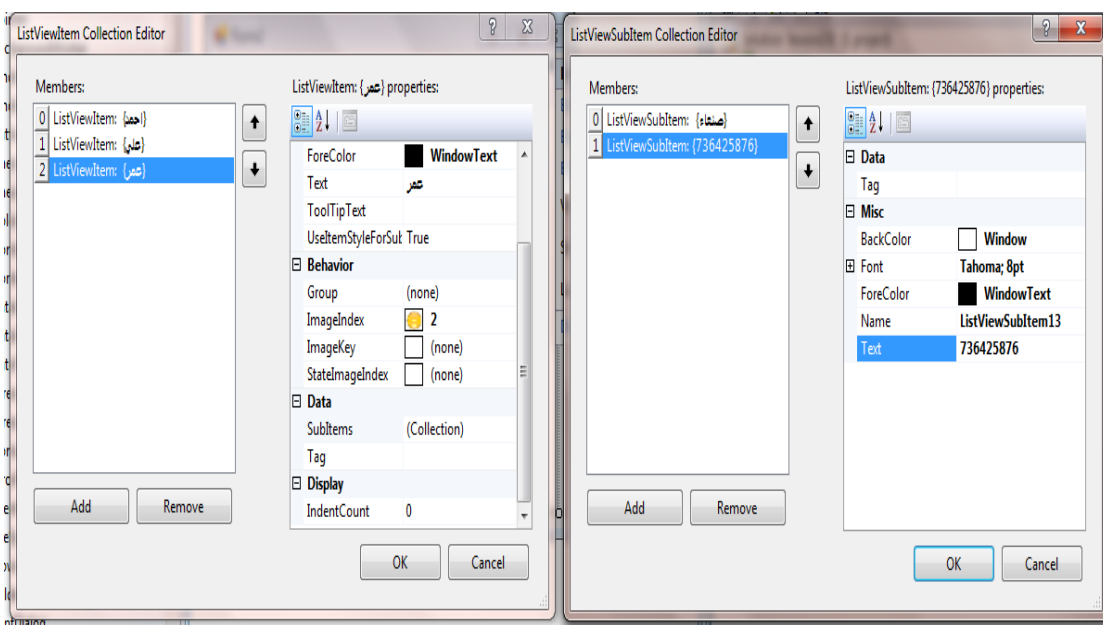 ListViewItem Collection Editor
Members:
0 ListViewItem: {احمد}
1 ListViewItem: {علي}
2 ListViewItem: {عمر}
Add Remove
ListViewItem: {عمر} properties:
ForeColor WindowText
Text عمر
ToolTipText
UseItemStyleForSub True
Behavior
Group (none)
ImageIndex 2
ImageKey (none)
StateImageIndex (none)
Data
SubItems (Collection)
Tag
Display
IndentCount 0
OK Cancel
ListViewSubItem Collection Editor
Members:
0 ListViewSubItem: {صنعاء}
1 ListViewSubItem: {736425876}
Add Remove
ListViewSubItem: {736425876} properties:
Data
Tag
Misc
BackColor Window
Font Tahoma; 8pt
ForeColor WindowText
Name ListViewSubItem13
Text 736425876
OK Cancel